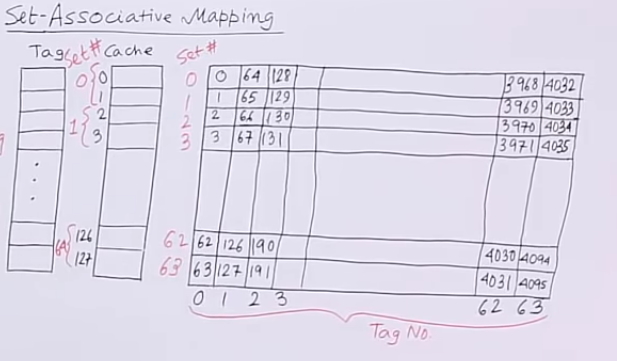 Set-Associative Mapping
Tag Set# Cache Set#
0 0 0 0 64 128 3968 4032
1 1 1 65 129 3969 4033
1 2 2 2 66 130 3970 4034
3 3 3 67 131 3971 4035
64 126 62 62 126 190 4030 4094
127 63 63 127 191 4031 4095
0 1 2 3 62 63
Tag No.